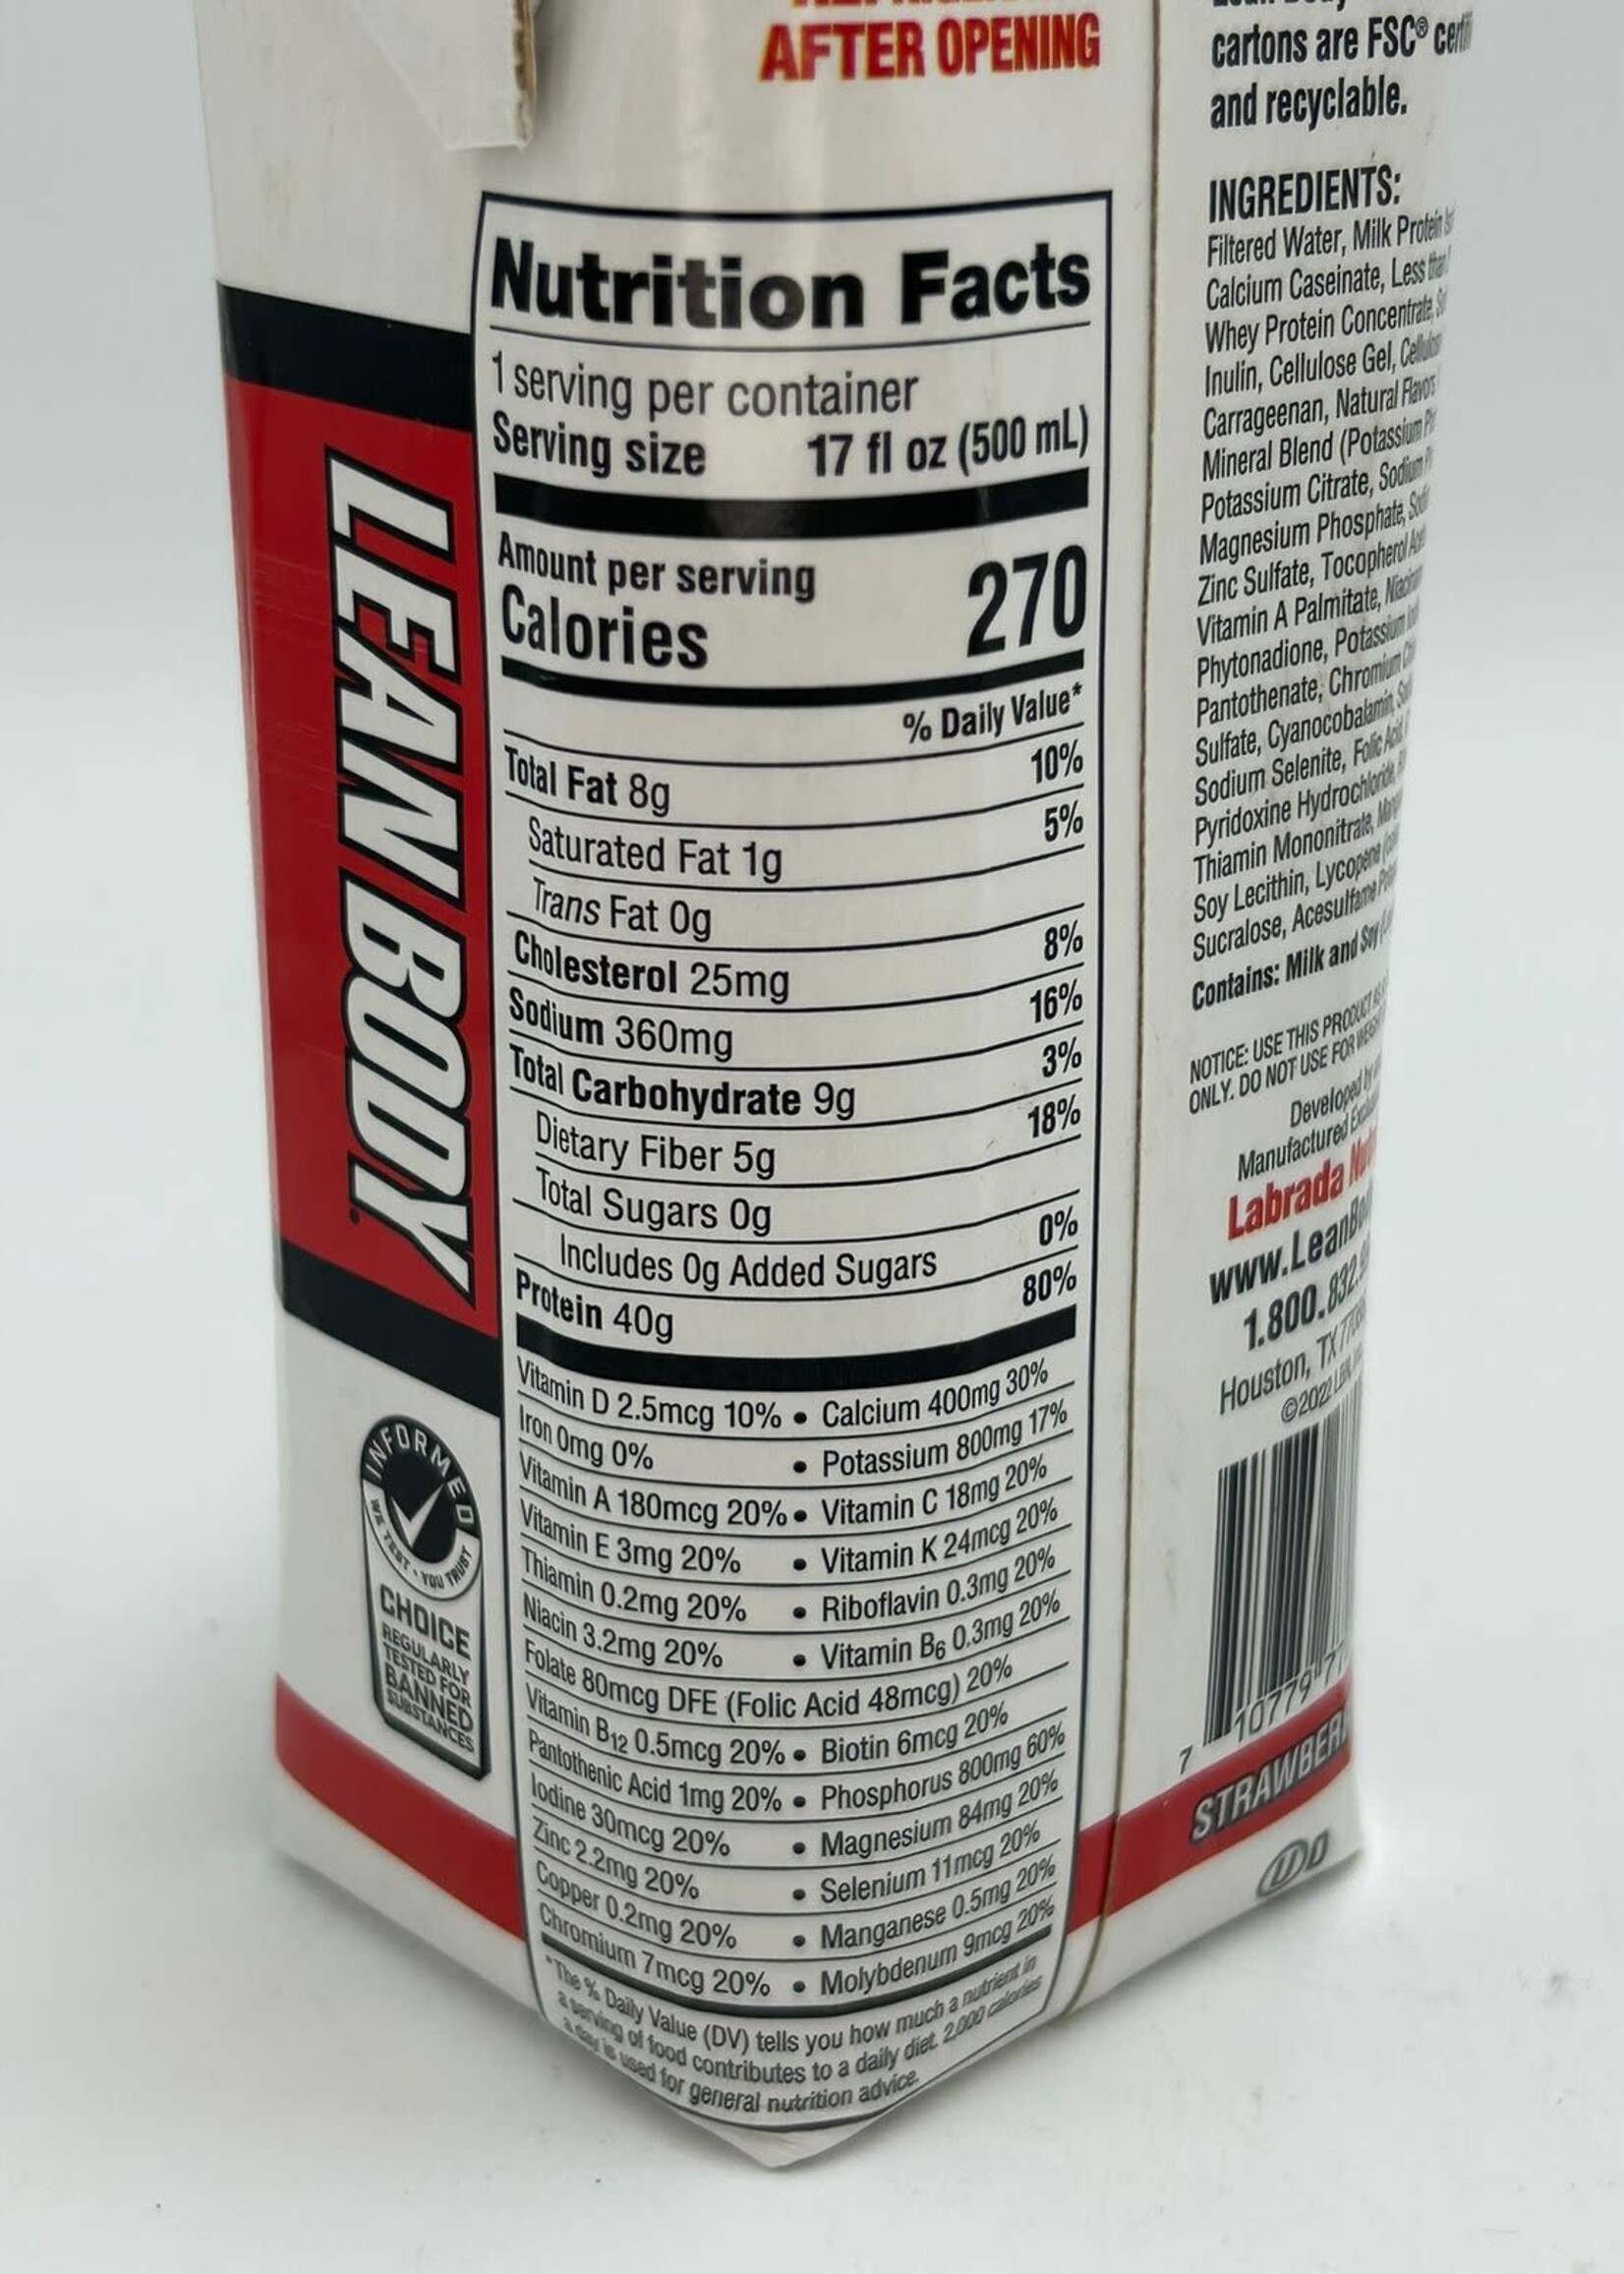 AFTER OPENING
Nutrition Facts
1 serving per container
Serving size 17 fl oz (500 mL)
Amount per serving
Calories 270
% Daily Value*
Total Fat 8g 10%
Saturated Fat 1g 5%
Trans Fat 0g
Cholesterol 25mg 8%
Sodium 360mg 16%
Total Carbohydrate 9g 3%
Dietary Fiber 5g 18%
Total Sugars 0g
Includes 0g Added Sugars 0%
Protein 40g 80%
Vitamin D 2.5mcg 10% • Calcium 400mg 30%
Iron 0mg 0% • Potassium 800mg 17%
Vitamin A 180mcg 20% • Vitamin C 18mg 20%
Vitamin E 3mg 20% • Vitamin K 24mcg 20%
Thiamin 0.2mg 20% • Riboflavin 0.3mg 20%
Niacin 3.2mg 20% • Vitamin B6 0.3mg 20%
Folate 80mcg DFE (Folic Acid 48mcg) 20%
Vitamin B12 0.5mcg 20% • Biotin 6mcg 20%
Pantothenic Acid 1mg 20% • Phosphorus 800mg 60%
Iodine 30mcg 20% • Magnesium 84mg 20%
Zinc 2.2mg 20% • Selenium 11mcg 20%
Copper 0.2mg 20% • Manganese 0.5mg 20%
Chromium 7mcg 20% • Molybdenum 9mcg 20%
*The % Daily Value (DV) tells you how much a nutrient in
a serving of food contributes to a daily diet. 2,000 calories
a day is used for general nutrition advice.
LEAN BODY
INFORMED
WE TEST • YOU TRUST
CHOICE
REGULARLY
TESTED FOR
BANNED
SUBSTANCES
cartons are FSC®
and recyclable.
INGREDIENTS:
Filtered Water, Milk Protein
Calcium Caseinate, Less than
Whey Protein Concentrate,
Inulin, Cellulose Gel,
Carrageenan, Natural Flavors
Mineral Blend (Potassium
Potassium Citrate, Sodium
Magnesium Phosphate,
Zinc Sulfate, Tocopherol
Vitamin A Palmitate,
Phytonadione, Potassium
Pantothenate, Chromium
Sulfate, Cyanocobalamin,
Sodium Selenite, Folic Acid,
Pyridoxine Hydrochloride,
Thiamin Mononitrate,
Soy Lecithin, Lycopene
Sucralose, Acesulfame
Contains: Milk and Soy
NOTICE: USE THIS PRODUCT AS
ONLY. DO NOT USE FOR
Developed by
Manufactured
Labrada
www.LeanBo
1.800.832.
Houston, TX
©2022
7 10779 77
STRAWBER
U D